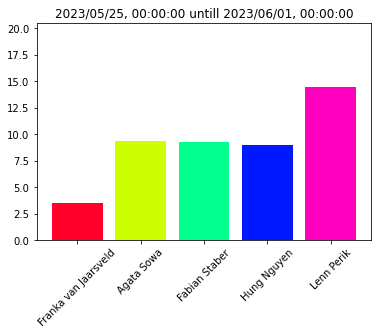 2023/05/25, 00:00:00 untill 2023/06/01, 00:00:00
20.0
17.5
15.0
12.5
10.0
7.5
5.0
2.5
0.0
Franka van Jaarsveld
Agata Sowa
Fabian Staber
Hung Nguyen
Lenn Perik